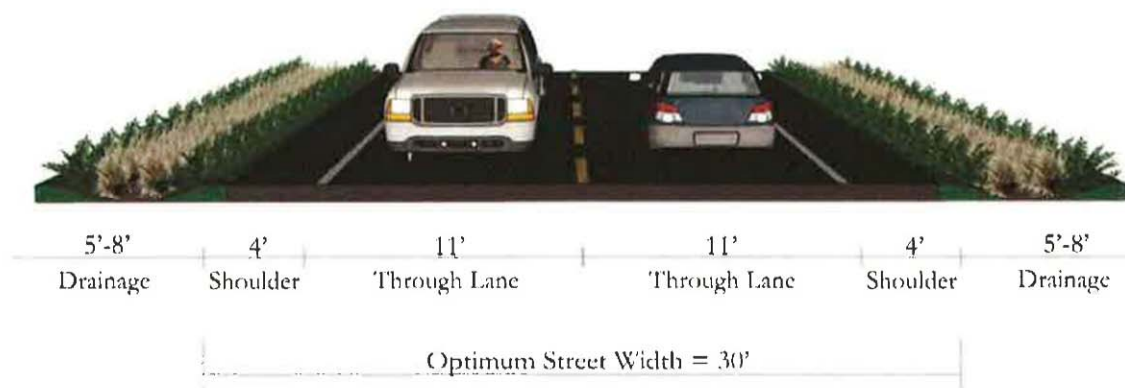 5'-8' 4' 11' 11' 4' 5'-8'
Drainage Shoulder Through Lane Through Lane Shoulder Drainage
Optimum Street Width = 30'